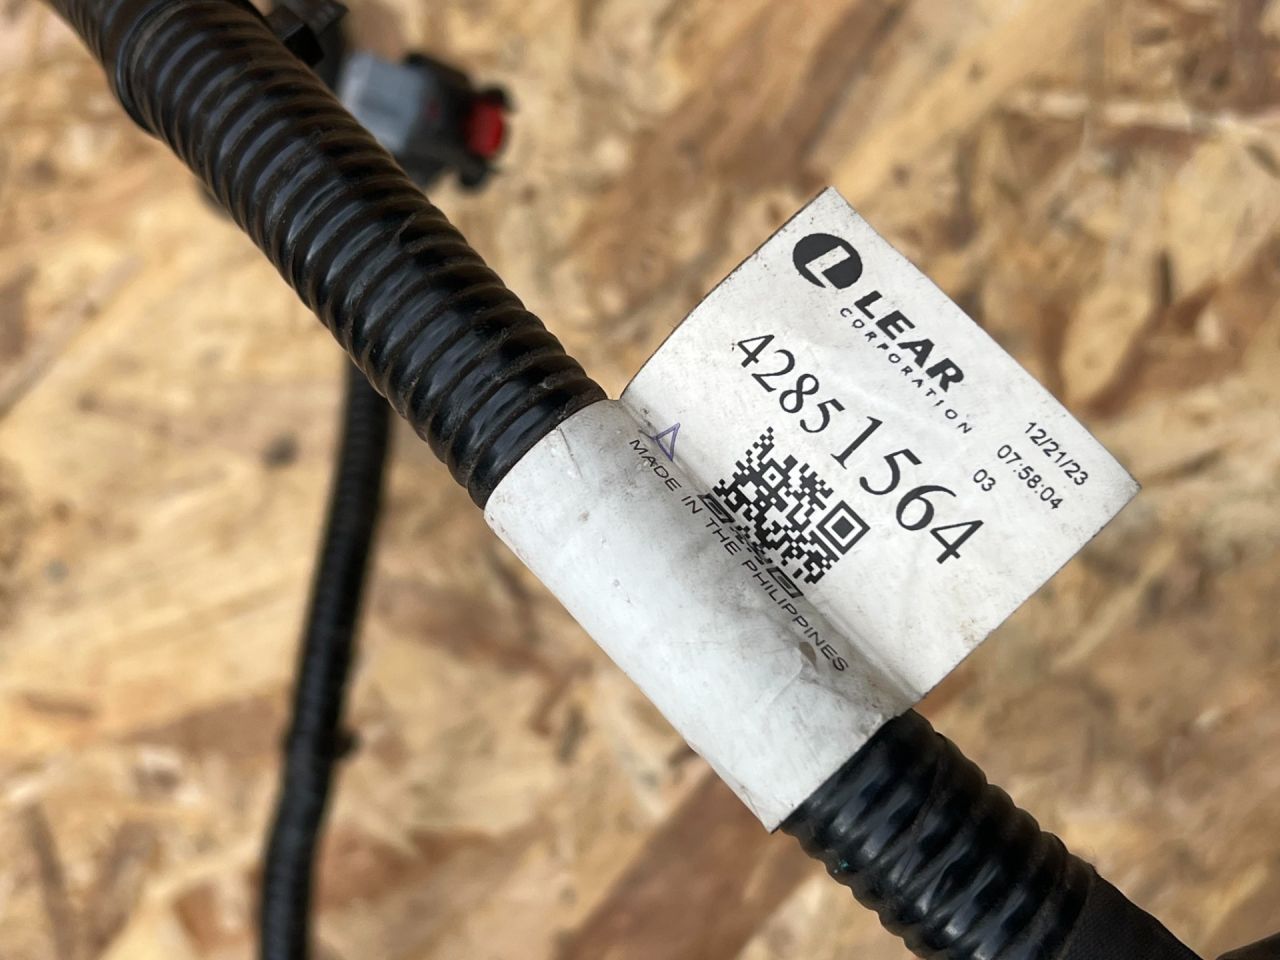 L
LEAR
CORPORATION
42851564
12/21/23
07:58:04
03
MADE IN THE PHILIPPINES